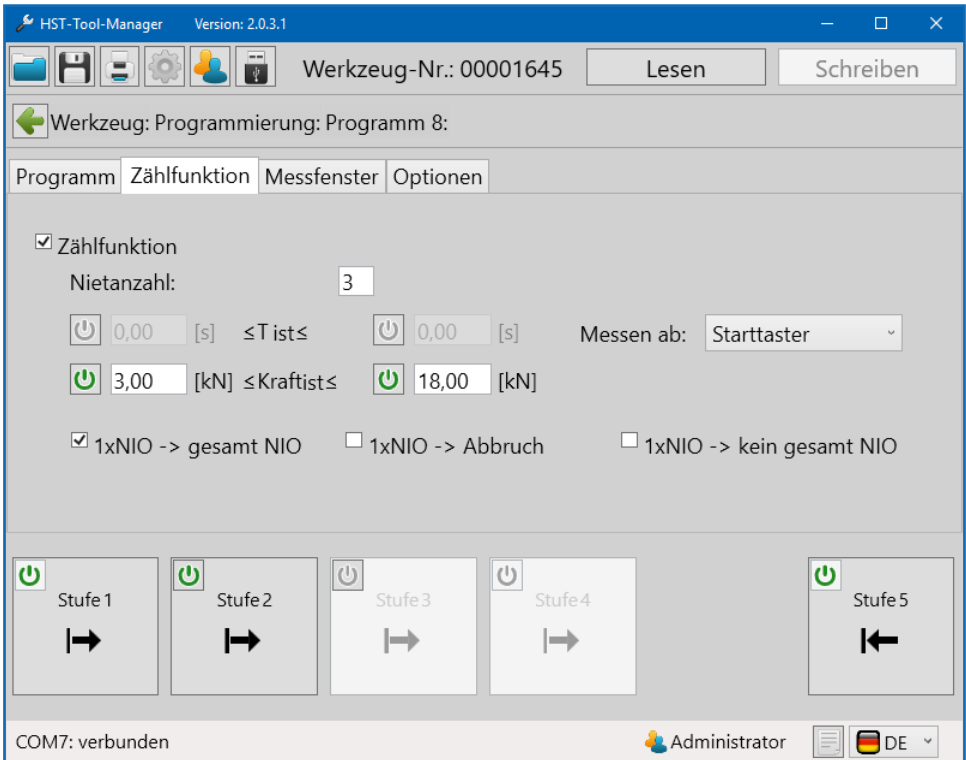 HST-Tool-Manager Version: 2.0.3.1
Werkzeug-Nr.: 00001645 Lesen Schreiben
Werkzeug: Programmierung: Programm 8:
Programm Zählfunktion Messfenster Optionen
Zählfunktion
Nietanzahl: 3
0,00 [s] ≤T ist≤ 0,00 [s] Messen ab: Starttaster
3,00 [kN] ≤Kraftist≤ 18,00 [kN]
1xNIO -> gesamt NIO 1xNIO -> Abbruch 1xNIO -> kein gesamt NIO
Stufe 1 Stufe 2 Stufe 3 Stufe 4 Stufe 5
COM7: verbunden Administrator DE